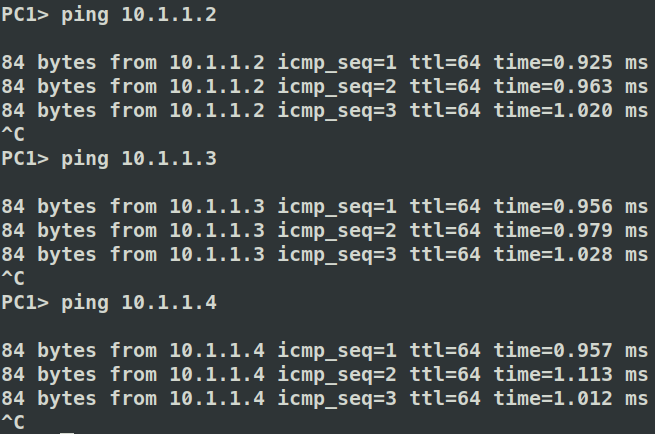 PC1> ping 10.1.1.2
84 bytes from 10.1.1.2 icmp_seq=1 ttl=64 time=0.925 ms
84 bytes from 10.1.1.2 icmp_seq=2 ttl=64 time=0.963 ms
84 bytes from 10.1.1.2 icmp_seq=3 ttl=64 time=1.020 ms
^C
PC1> ping 10.1.1.3
84 bytes from 10.1.1.3 icmp_seq=1 ttl=64 time=0.956 ms
84 bytes from 10.1.1.3 icmp_seq=2 ttl=64 time=0.979 ms
84 bytes from 10.1.1.3 icmp_seq=3 ttl=64 time=1.028 ms
^C
PC1> ping 10.1.1.4
84 bytes from 10.1.1.4 icmp_seq=1 ttl=64 time=0.957 ms
84 bytes from 10.1.1.4 icmp_seq=2 ttl=64 time=1.113 ms
84 bytes from 10.1.1.4 icmp_seq=3 ttl=64 time=1.012 ms
^C